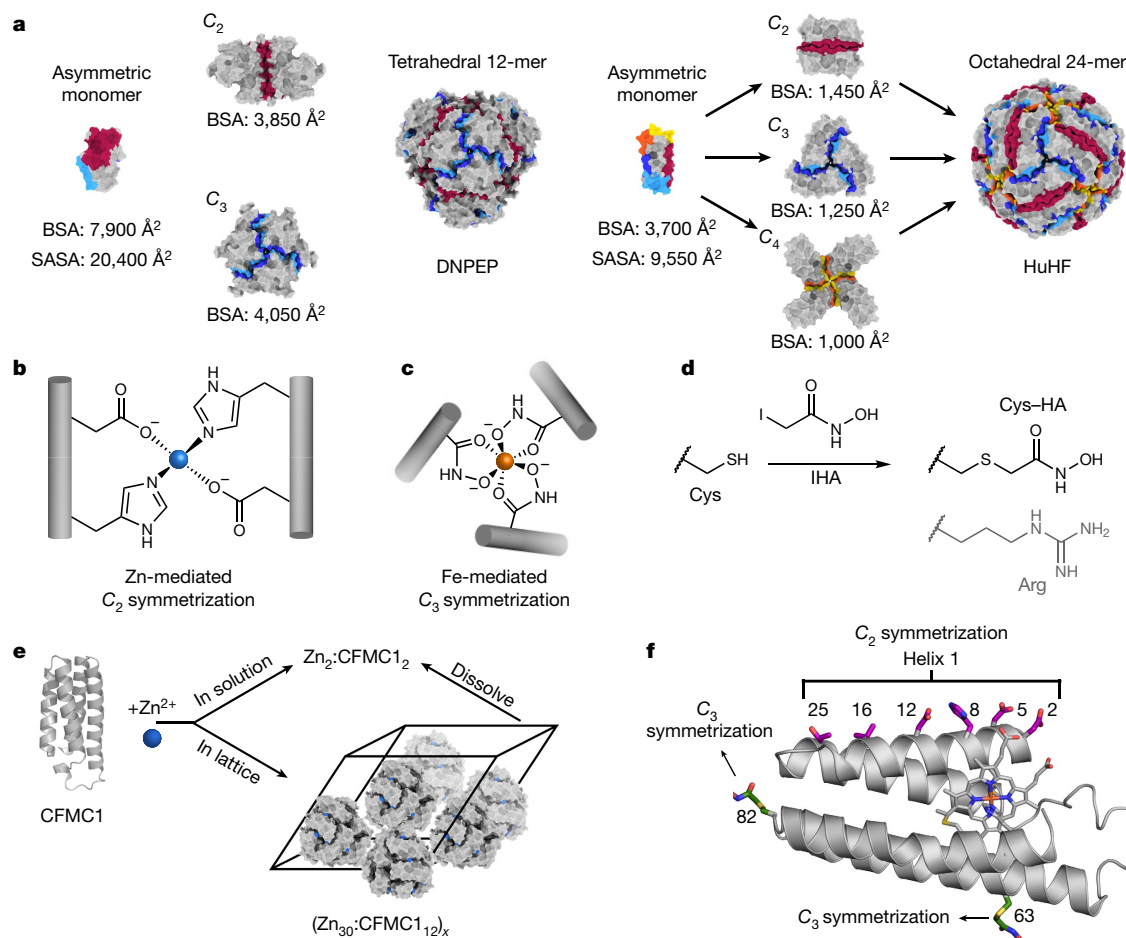 a
Asymmetric
monomer
BSA: 7,900 Å²
SASA: 20,400 Å²
C₂
BSA: 3,850 Å²
C₃
BSA: 4,050 Å²
Tetrahedral 12-mer
DNPEP
Asymmetric
monomer
BSA: 3,700 Å²
SASA: 9,550 Å²
C₂
BSA: 1,450 Å²
C₃
BSA: 1,250 Å²
C₄
BSA: 1,000 Å²
Octahedral 24-mer
HuHF
b
O
O⁻
H
N
N
N
N
H
O⁻
O
Zn-mediated
C₂ symmetrization
c
H
N
O⁻
O
O
N
H
O⁻
O⁻
NH
O
Fe-mediated
C₃ symmetrization
d
SH
Cys
I
O
N
H
OH
IHA
Cys–HA
S
O
N
H
OH
H
N
NH₂
NH
Arg
e
CFMC1
+Zn²⁺
In solution
In lattice
Zn₂:CFMC1₂
Dissolve
(Zn₃₀:CFMC1₁₂)ₓ
f
C₂ symmetrization
Helix 1
25 16 12 8 5 2
C₃
symmetrization
82
C₃ symmetrization
63